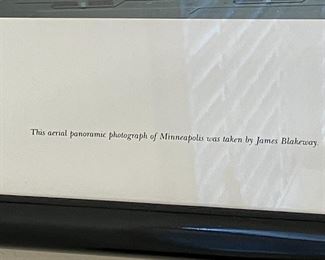 This aerial panoramic photograph of Minneapolis was taken by James Blakeway.